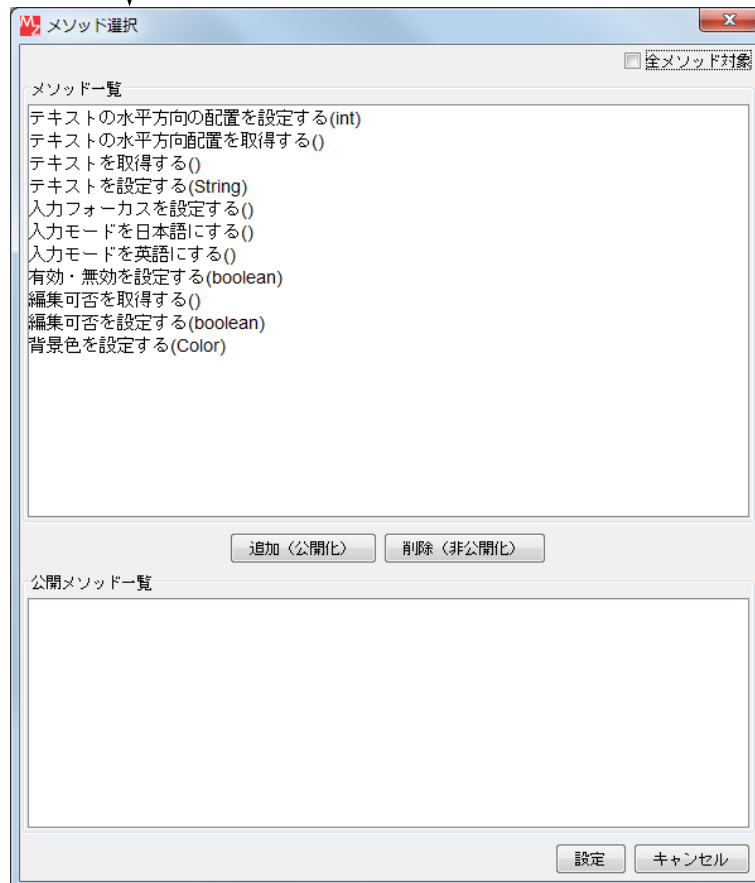 メソッド選択
全メソッド対象
メソッド一覧
テキストの水平方向の配置を設定する(int)
テキストの水平方向配置を取得する()
テキストを取得する()
テキストを設定する(String)
入力フォーカスを設定する()
入力モードを日本語にする()
入力モードを英語にする()
有効・無効を設定する(boolean)
編集可否を取得する()
編集可否を設定する(boolean)
背景色を設定する(Color)
追加（公開化） 削除（非公開化）
公開メソッド一覧
設定 キャンセル